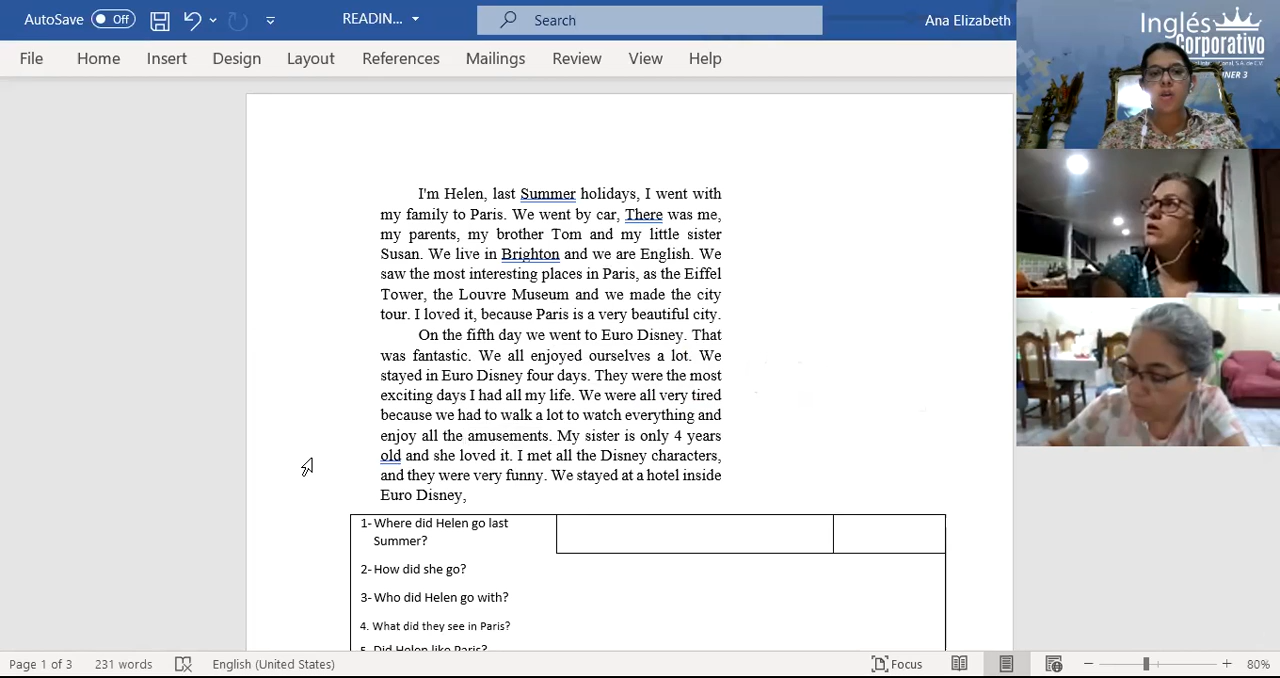 AutoSave Off READIN... Search Ana Elizabeth
File Home Insert Design Layout References Mailings Review View Help
I'm Helen, last Summer holidays, I went with
my family to Paris. We went by car, There was me,
my parents, my brother Tom and my little sister
Susan. We live in Brighton and we are English. We
saw the most interesting places in Paris, as the Eiffel
Tower, the Louvre Museum and we made the city
tour. I loved it, because Paris is a very beautiful city.
On the fifth day we went to Euro Disney. That
was fantastic. We all enjoyed ourselves a lot. We
stayed in Euro Disney four days. They were the most
exciting days I had all my life. We were all very tired
because we had to walk a lot to watch everything and
enjoy all the amusements. My sister is only 4 years
old and she loved it. I met all the Disney characters,
and they were very funny. We stayed at a hotel inside
Euro Disney,
1- Where did Helen go last
Summer?
2- How did she go?
3- Who did Helen go with?
4. What did they see in Paris?
5. Did Helen like Paris?
Page 1 of 3 231 words English (United States) Focus 80%
Inglés
Corporativo